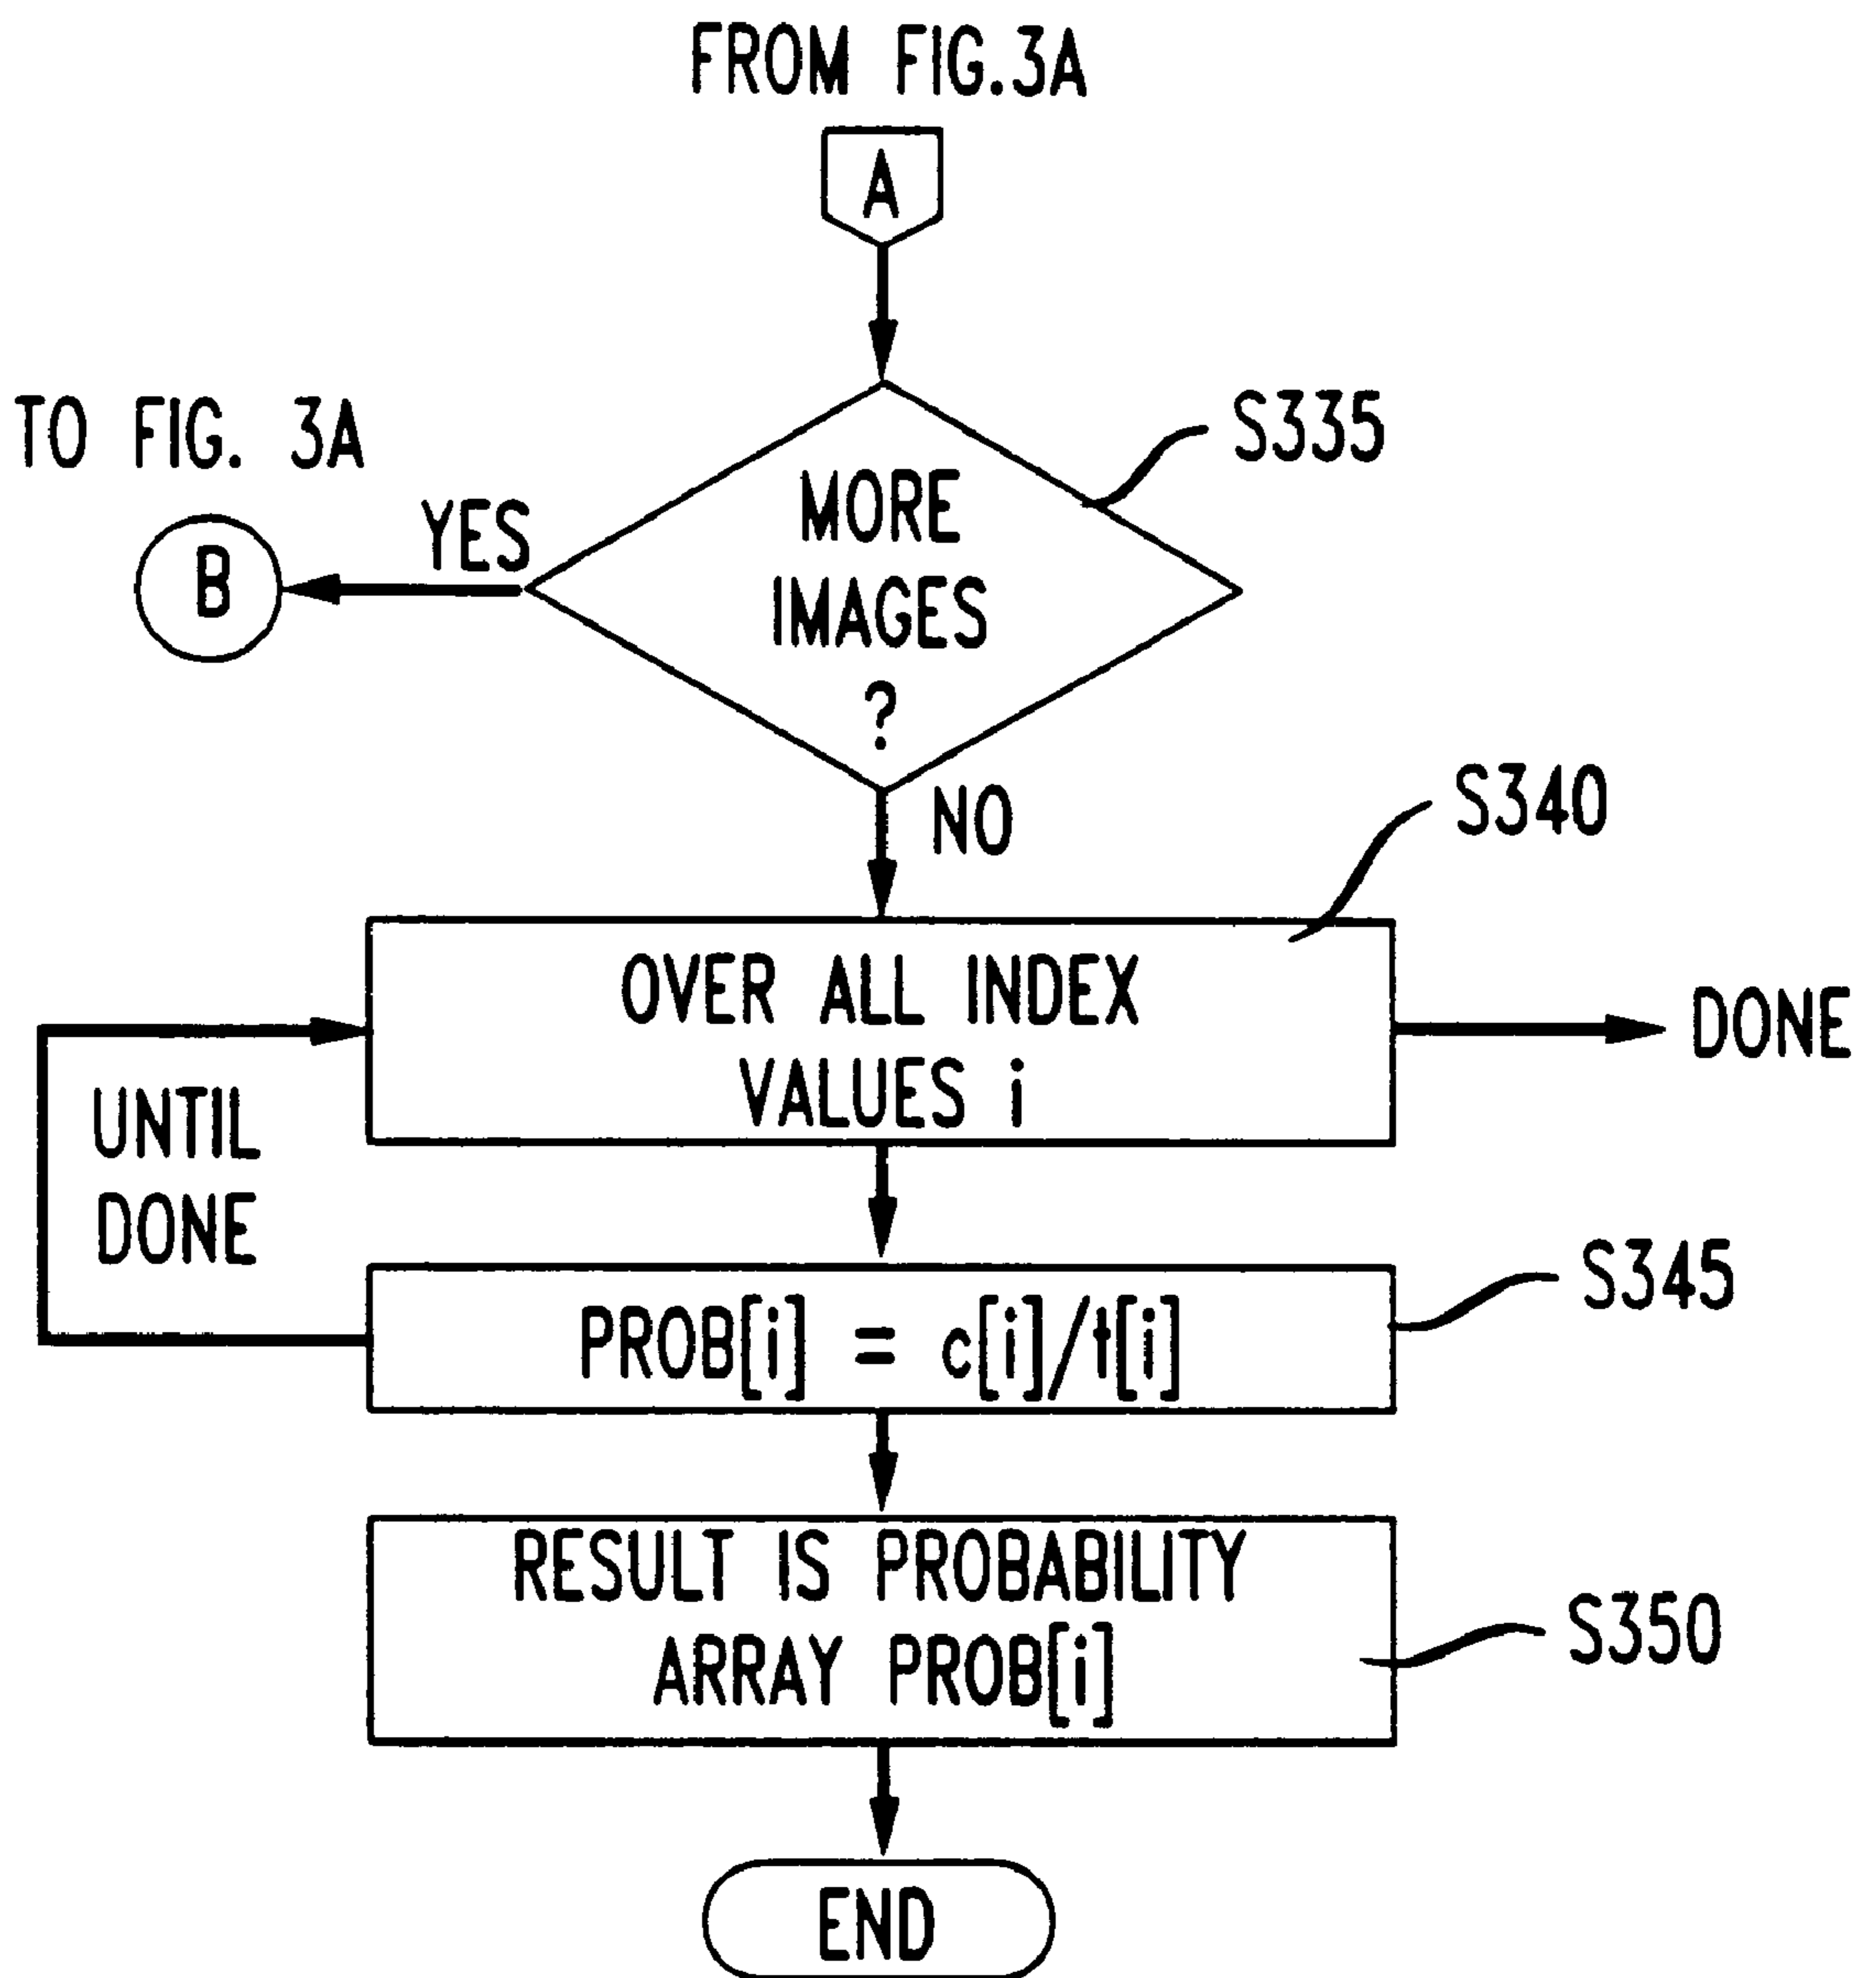 FROM FIG.3A
A
TO FIG. 3A
S335
YES
B
MORE
IMAGES
?
NO
S340
OVER ALL INDEX
VALUES i
DONE
UNTIL
DONE
S345
PROB[i] = c[i]/t[i]
RESULT IS PROBABILITY
ARRAY PROB[i]
S350
END